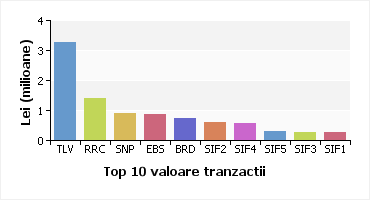 Lei (milioane)
4
3
2
1
0
TLV RRC SNP EBS BRD SIF2 SIF4 SIF5 SIF3 SIF1
Top 10 valoare tranzactii